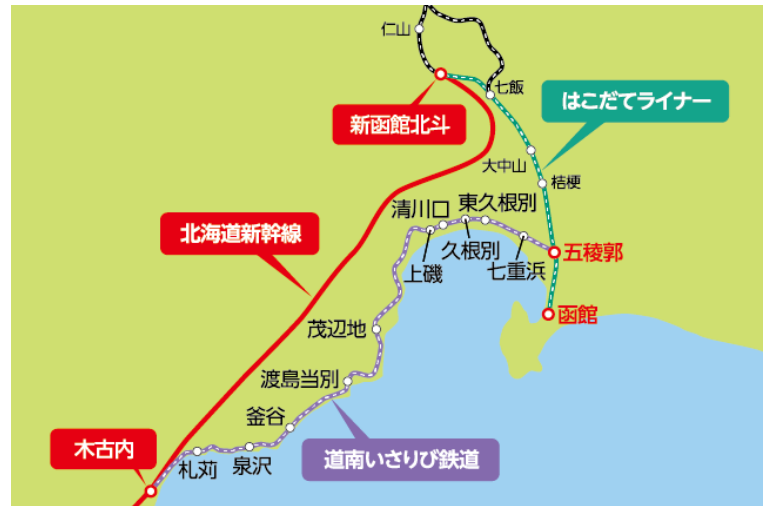 仁山
七飯
新函館北斗
はこだてライナー
大中山
桔梗
東久根別
清川口
北海道新幹線
久根別
七重浜
五稜郭
上磯
函館
茂辺地
渡島当別
釜谷
木古内
札苅
泉沢
道南いさりび鉄道